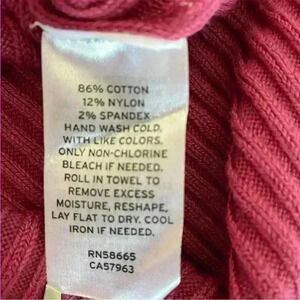 86% COTTON
12% NYLON
2% SPANDEX
HAND WASH COLD.
WITH LIKE COLORS.
ONLY NON-CHLORINE
BLEACH IF NEEDED.
ROLL IN TOWEL TO
REMOVE EXCESS
MOISTURE, RESHAPE,
LAY FLAT TO DRY. COOL
IRON IF NEEDED.
RN58665
CA57963